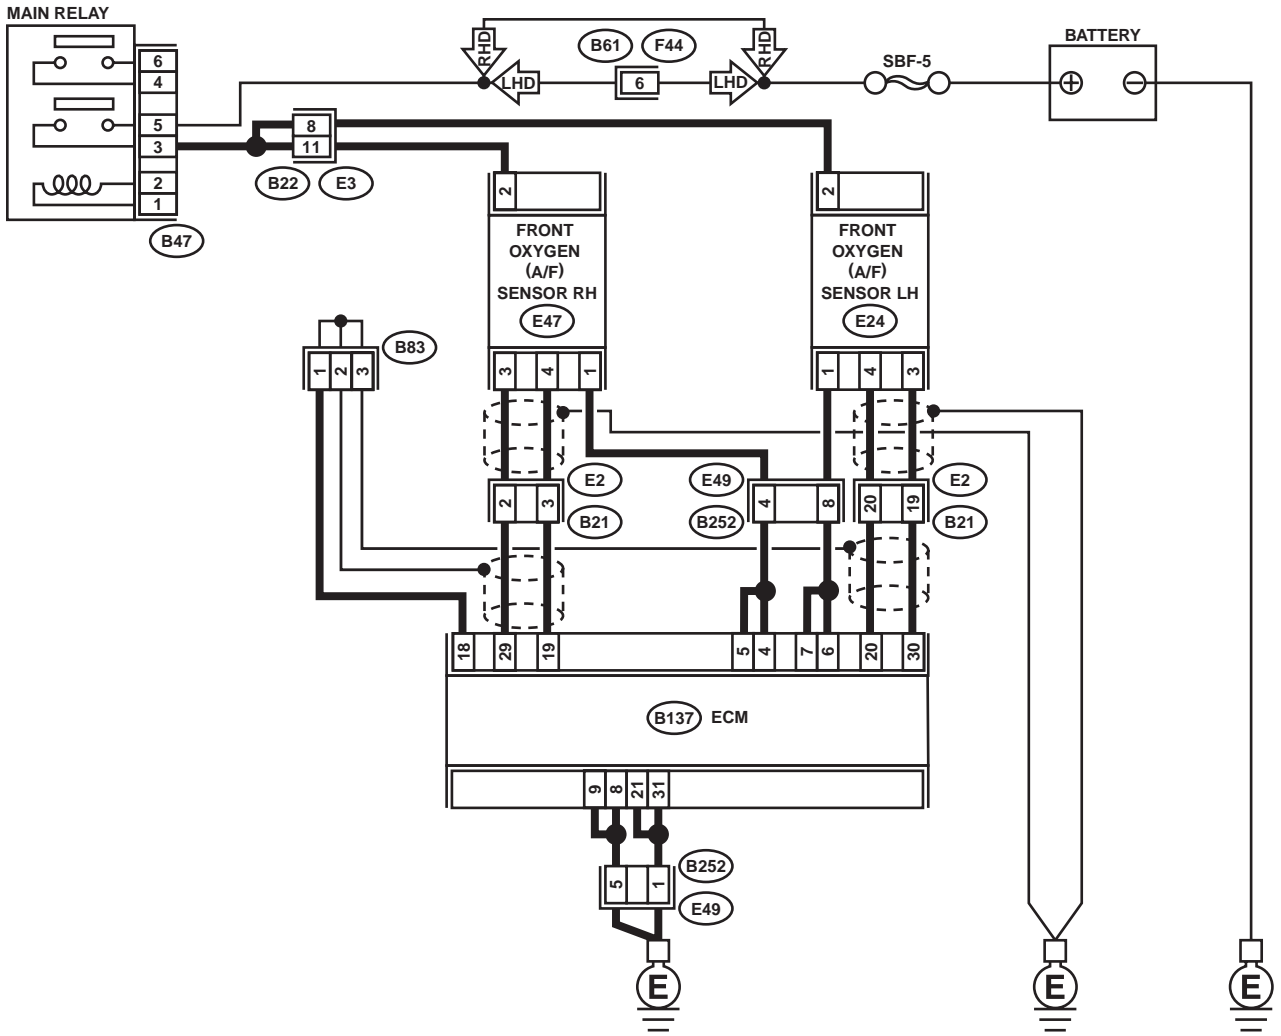 MAIN RELAY
6
4
5
3
2
1
B47
RHD
LHD
B61
F44
6
LHD
RHD
SBF-5
BATTERY
+
−
8
11
B22
E3
2
FRONT
OXYGEN
(A/F)
SENSOR RH
E47
3
4
1
2
FRONT
OXYGEN
(A/F)
SENSOR LH
E24
1
4
3
B83
1
2
3
E2
2
3
B21
E49
4
8
B252
E2
20
19
B21
18
29
19
5
4
7
6
20
30
B137
ECM
9
8
21
31
B252
5
1
E49
E
E
E